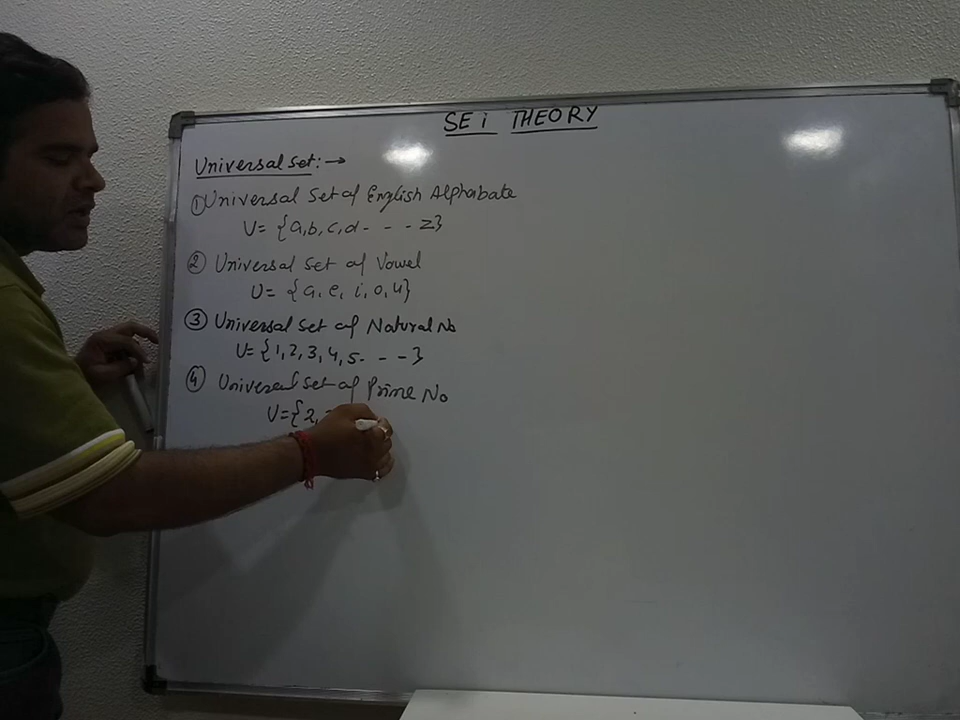 SET THEORY
Universal Set:→
① Universal Set of English Alphabate
U= {a,b,c,d- - - z}
② Universal Set of Vowel
U= {a, e, i, o, u}
③ Universal Set of Natural No
U= {1, 2, 3, 4, 5- - -}
④ Universal Set of Prime No
U={2,